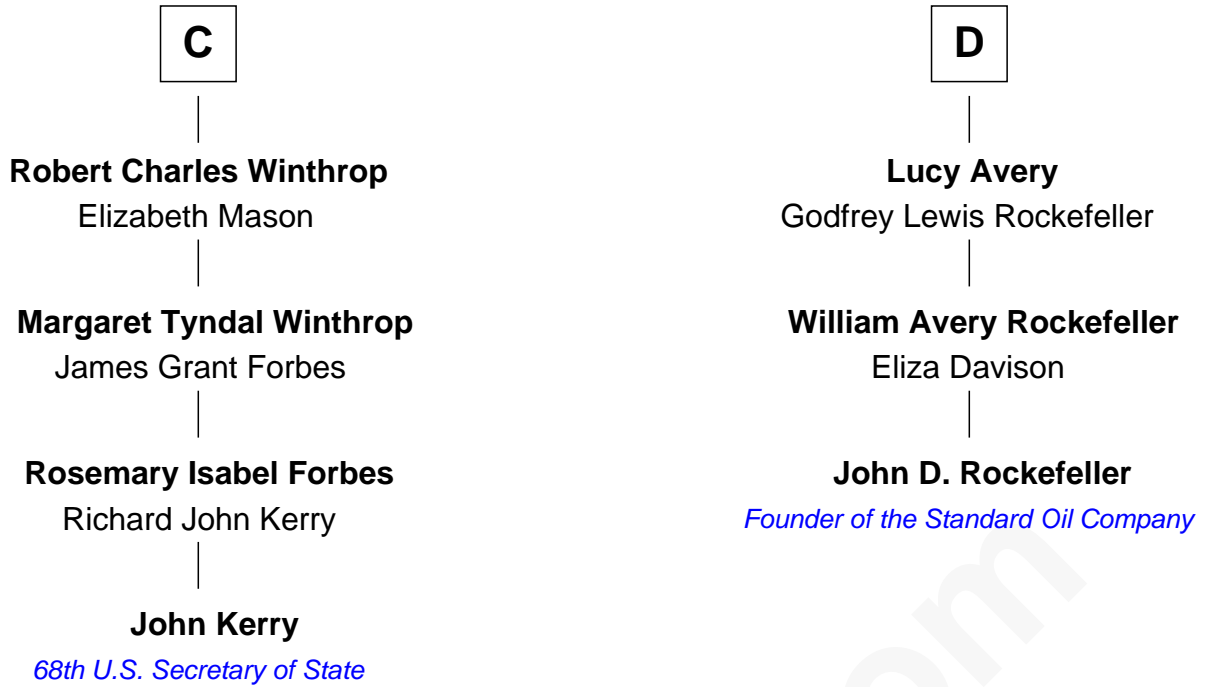 C
Robert Charles Winthrop
Elizabeth Mason
Margaret Tyndal Winthrop
James Grant Forbes
Rosemary Isabel Forbes
Richard John Kerry
John Kerry
68th U.S. Secretary of State
D
Lucy Avery
Godfrey Lewis Rockefeller
William Avery Rockefeller
Eliza Davison
John D. Rockefeller
Founder of the Standard Oil Company
om